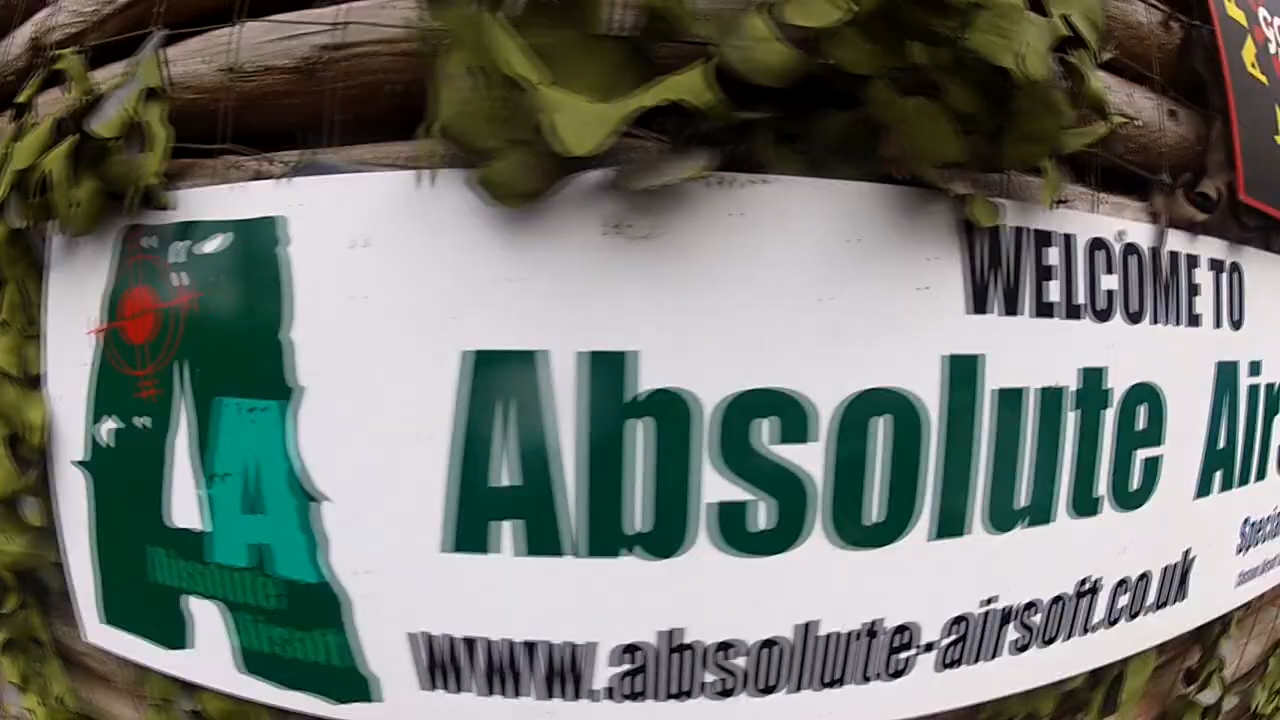 WELCOME TO
Absolute Air
www.absolute-airsoft.co.uk
A
A
Absolute-
Airsoft